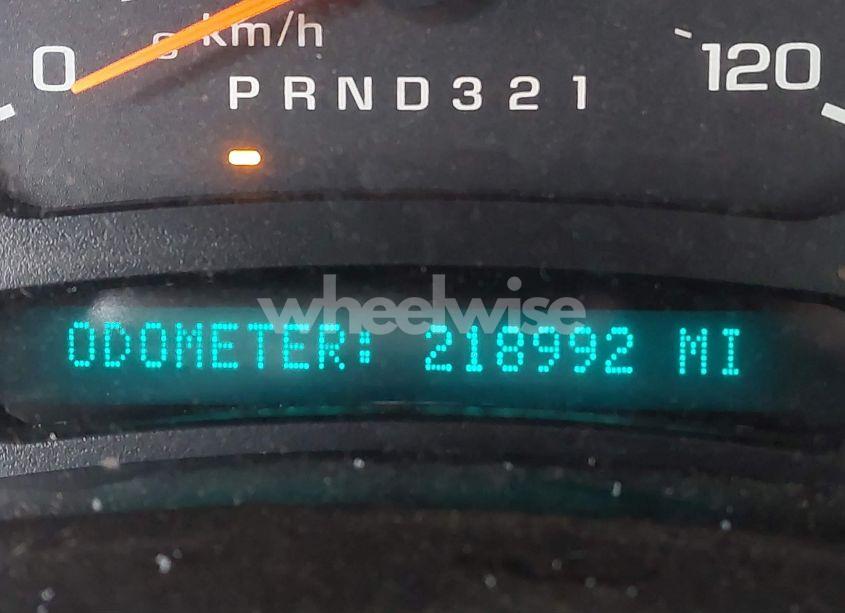 km/h
0
120
PRND321
wheelwise
ODOMETER: 218992 MI